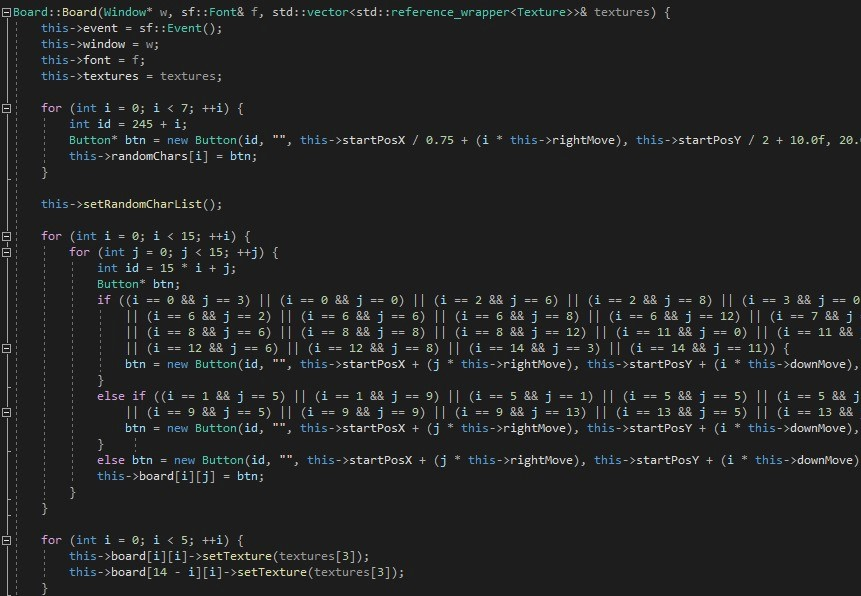 Board::Board(Window* w, sf::Font& f, std::vector<std::reference_wrapper<Texture>>& textures) {
    this->event = sf::Event();
    this->window = w;
    this->font = f;
    this->textures = textures;

    for (int i = 0; i < 7; ++i) {
        int id = 245 + i;
        Button* btn = new Button(id, "", this->startPosX / 0.75 + (i * this->rightMove), this->startPosY / 2 + 10.0f, 20.
        this->randomChars[i] = btn;
    }

    this->setRandomCharList();

    for (int i = 0; i < 15; ++i) {
        for (int j = 0; j < 15; ++j) {
            int id = 15 * i + j;
            Button* btn;
            if ((i == 0 && j == 3) || (i == 0 && j == 0) || (i == 2 && j == 6) || (i == 2 && j == 8) || (i == 3 && j == 0
                || (i == 6 && j == 2) || (i == 6 && j == 6) || (i == 6 && j == 8) || (i == 6 && j == 12) || (i == 7 && j
                || (i == 8 && j == 6) || (i == 8 && j == 8) || (i == 8 && j == 12) || (i == 11 && j == 0) || (i == 11 &&
                || (i == 12 && j == 6) || (i == 12 && j == 8) || (i == 14 && j == 3) || (i == 14 && j == 11)) {
                btn = new Button(id, "", this->startPosX + (j * this->rightMove), this->startPosY + (i * this->downMove),
            }
            else if ((i == 1 && j == 5) || (i == 1 && j == 9) || (i == 5 && j == 1) || (i == 5 && j == 5) || (i == 5 && j
                || (i == 9 && j == 5) || (i == 9 && j == 9) || (i == 9 && j == 13) || (i == 13 && j == 5) || (i == 13 &&
                btn = new Button(id, "", this->startPosX + (j * this->rightMove), this->startPosY + (i * this->downMove),
            }
            else btn = new Button(id, "", this->startPosX + (j * this->rightMove), this->startPosY + (i * this->downMove)
            this->board[i][j] = btn;
        }
    }

    for (int i = 0; i < 5; ++i) {
        this->board[i][i]->setTexture(textures[3]);
        this->board[14 - i][i]->setTexture(textures[3]);
    }